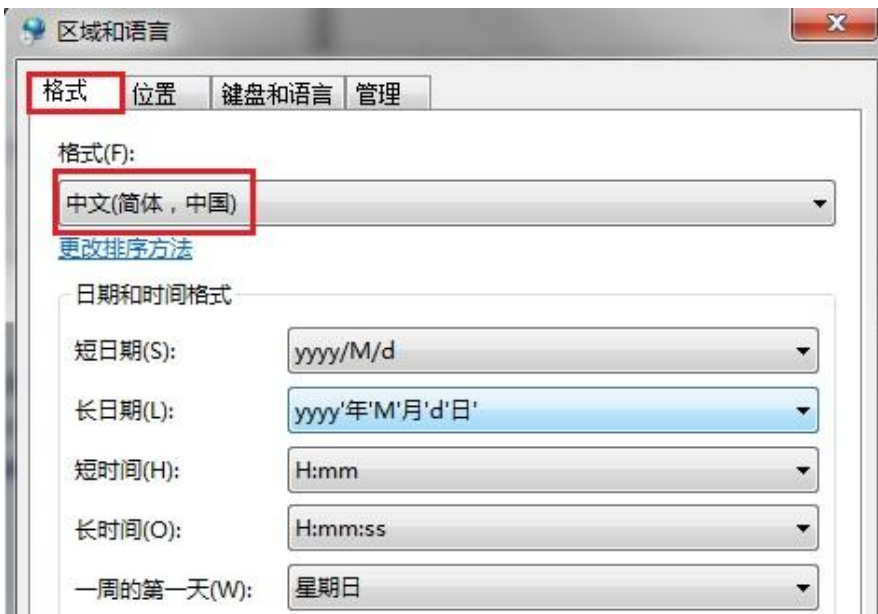 区域和语言
格式 位置 键盘和语言 管理
格式(F):
中文(简体，中国)
更改排序方法
日期和时间格式
短日期(S): yyyy/M/d
长日期(L): yyyy'年'M'月'd'日'
短时间(H): H:mm
长时间(O): H:mm:ss
一周的第一天(W): 星期日